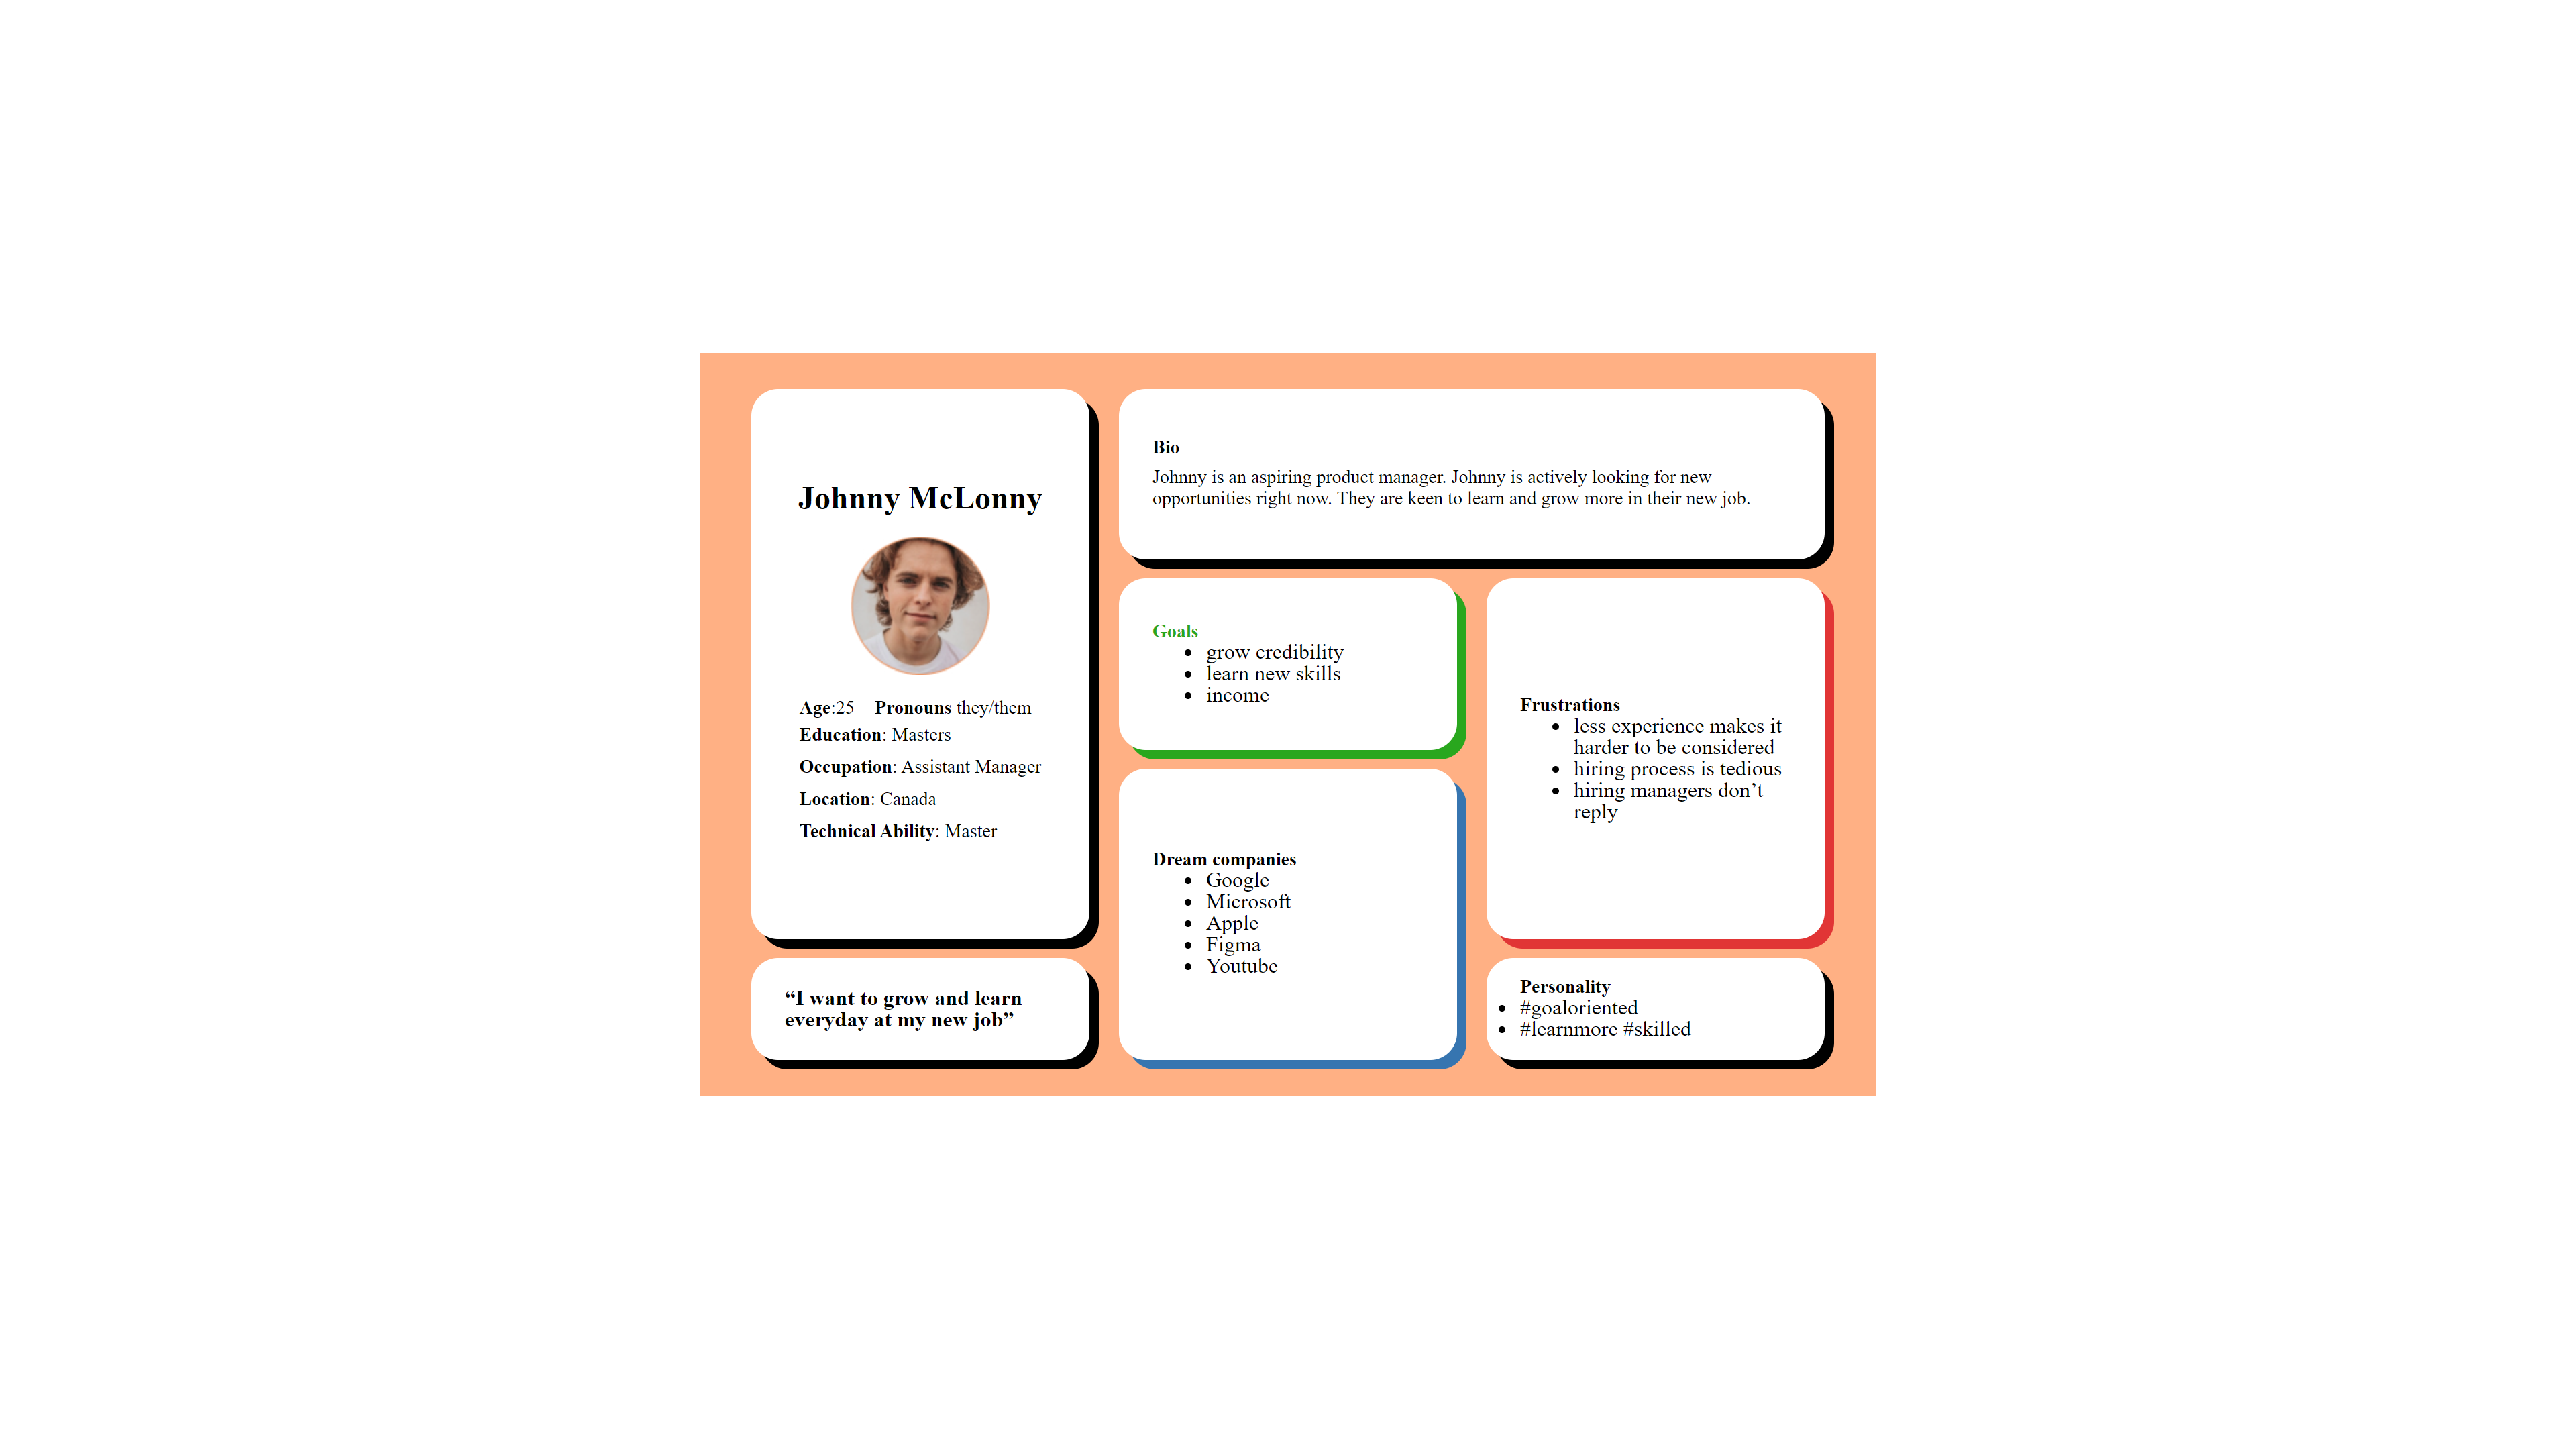 Johnny McLonny
Age:25 Pronouns they/them
Education: Masters
Occupation: Assistant Manager
Location: Canada
Technical Ability: Master
“I want to grow and learn
everyday at my new job”
Bio
Johnny is an aspiring product manager. Johnny is actively looking for new
opportunities right now. They are keen to learn and grow more in their new job.
Goals
• grow credibility
• learn new skills
• income
Dream companies
• Google
• Microsoft
• Apple
• Figma
• Youtube
Frustrations
• less experience makes it
harder to be considered
• hiring process is tedious
• hiring managers don’t
reply
Personality
• #goaloriented
• #learnmore #skilled